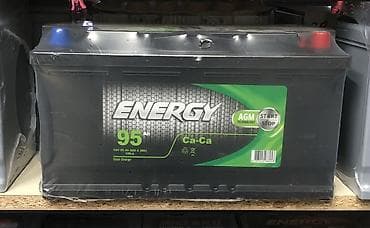 ENERGY
AGM
START
STOP
95
Ca-Ca